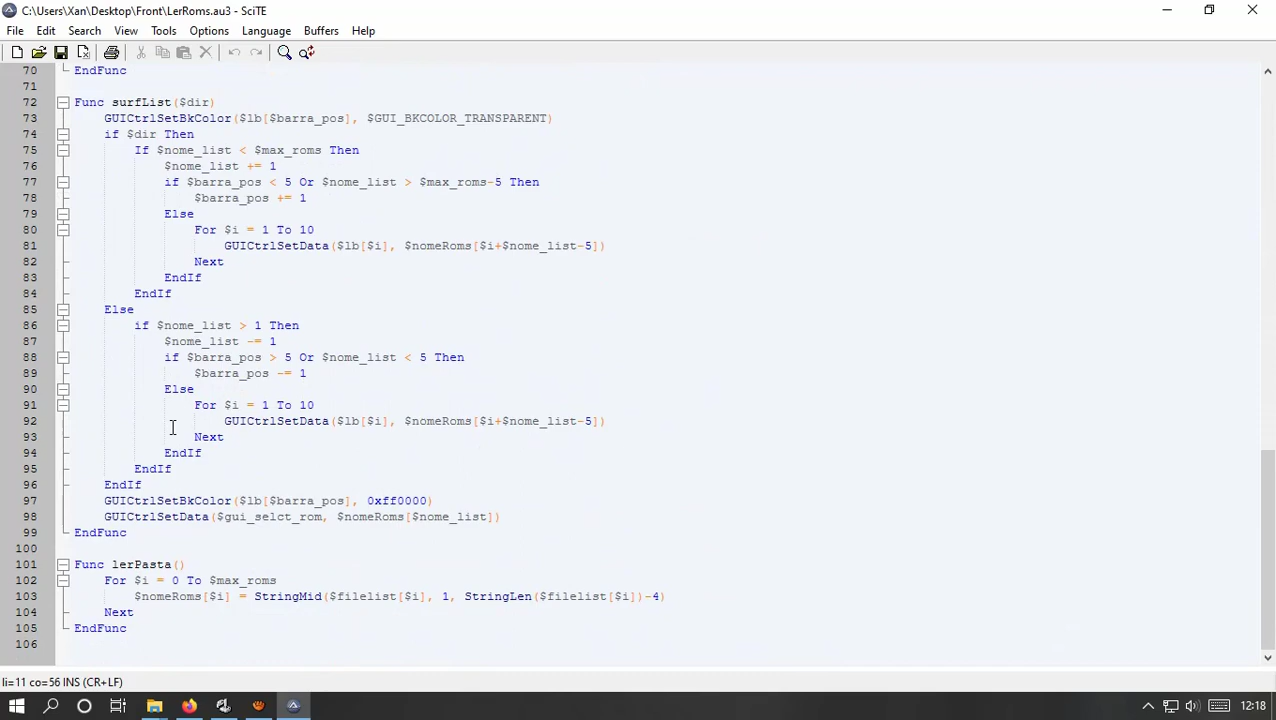 C:\Users\Xan\Desktop\Front\LerRoms.au3 - SciTE
File Edit Search View Tools Options Language Buffers Help
70 EndFunc
71
72 Func surfList($dir)
73 GUICtrlSetBkColor($lb[$barra_pos], $GUI_BKCOLOR_TRANSPARENT)
74 if $dir Then
75 If $nome_list < $max_roms Then
76 $nome_list += 1
77 if $barra_pos < 5 Or $nome_list > $max_roms-5 Then
78 $barra_pos += 1
79 Else
80 For $i = 1 To 10
81 GUICtrlSetData($lb[$i], $nomeRoms[$i+$nome_list-5])
82 Next
83 EndIf
84 EndIf
85 Else
86 if $nome_list > 1 Then
87 $nome_list -= 1
88 if $barra_pos > 5 Or $nome_list < 5 Then
89 $barra_pos -= 1
90 Else
91 For $i = 1 To 10
92 GUICtrlSetData($lb[$i], $nomeRoms[$i+$nome_list-5])
93 Next
94 EndIf
95 EndIf
96 EndIf
97 GUICtrlSetBkColor($lb[$barra_pos], 0xff0000)
98 GUICtrlSetData($gui_selct_rom, $nomeRoms[$nome_list])
99 EndFunc
100
101 Func lerPasta()
102 For $i = 0 To $max_roms
103 $nomeRoms[$i] = StringMid($filelist[$i], 1, StringLen($filelist[$i])-4)
104 Next
105 EndFunc
106
li=11 co=56 INS (CR+LF)
12:18